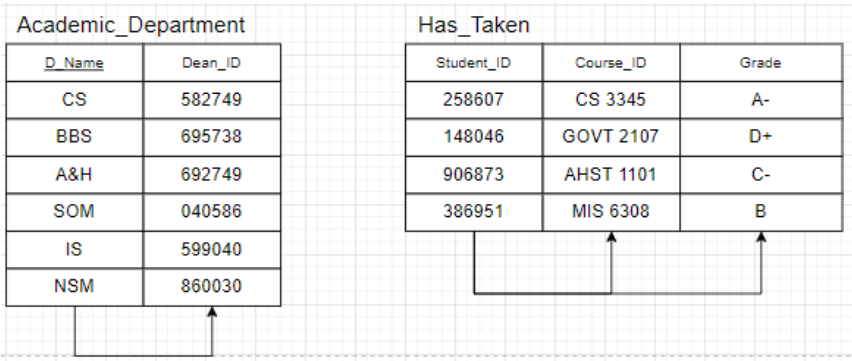 Academic_Department
D_Name Dean_ID
CS 582749
BBS 695738
A&H 692749
SOM 040586
IS 599040
NSM 860030
Has_Taken
Student_ID Course_ID Grade
258607 CS 3345 A-
148046 GOVT 2107 D+
906873 AHST 1101 C-
386951 MIS 6308 B